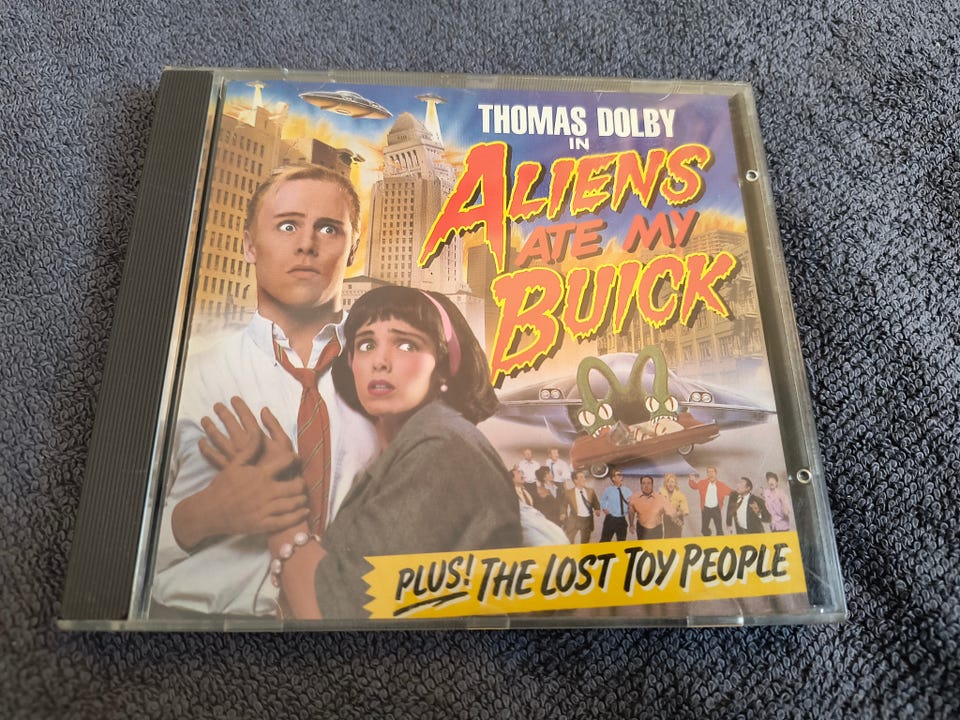 THOMAS DOLBY
IN
ALIENS
ATE MY
BUICK
PLUS! THE LOST TOY PEOPLE